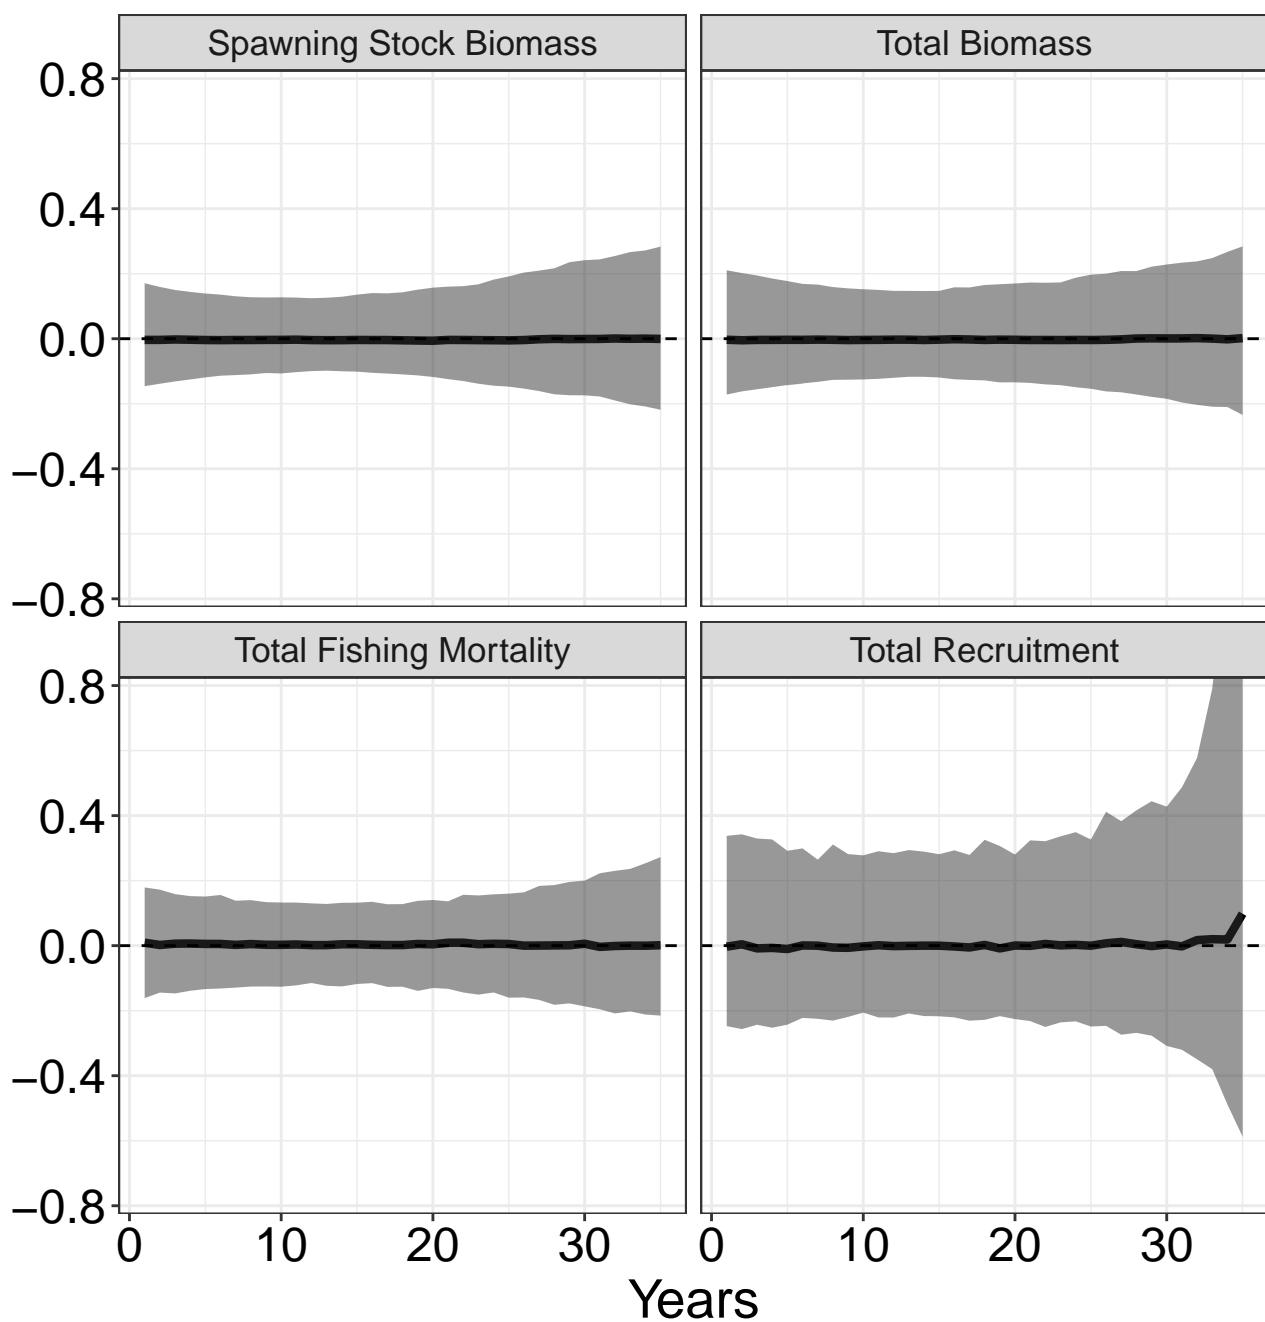 Spawning Stock Biomass
Total Biomass
0.8
0.4
0.0
−0.4
−0.8
Total Fishing Mortality
Total Recruitment
0.8
0.4
0.0
−0.4
−0.8
0 10 20 30
0 10 20 30
Years